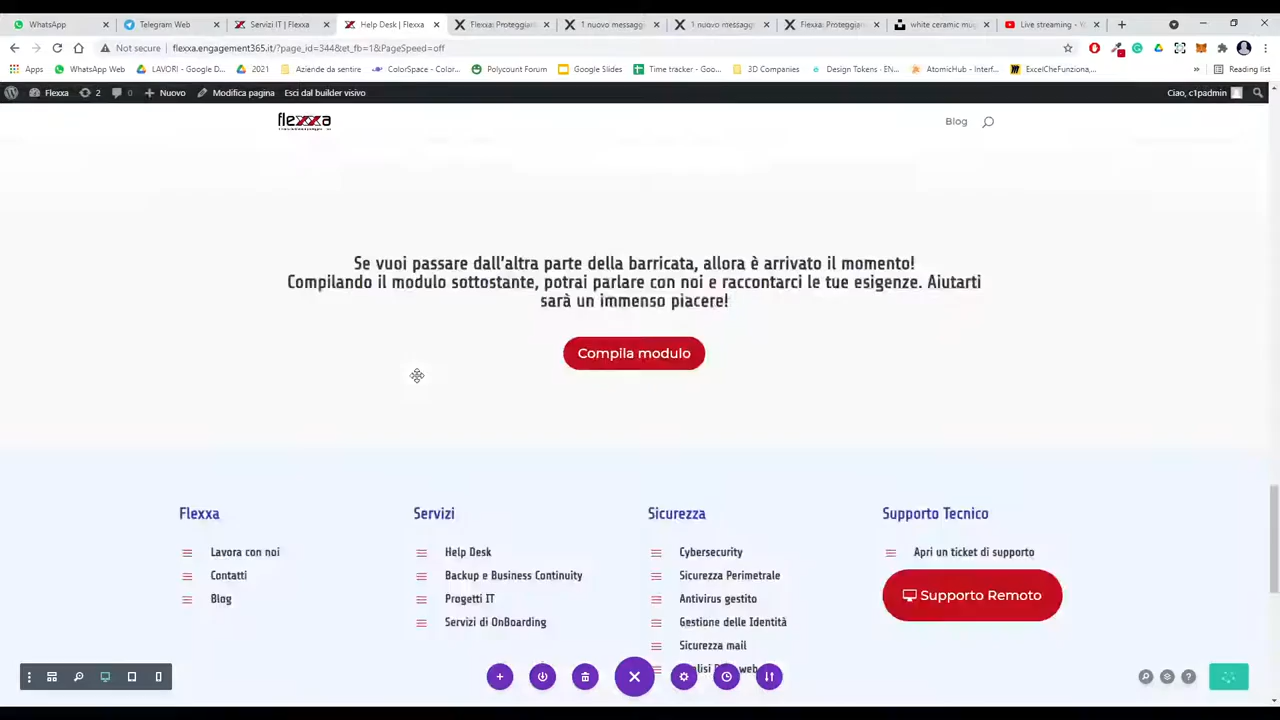 WhatsApp
Telegram Web
Servizi IT | Flexxa
Help Desk | Flexxa
Flexxa: Proteggian
1 nuovo messagg
1 nuovo messagg
Flexxa: Proteggian
white ceramic mug
Live streaming - Y
Not secure
flexxa.engagement365.it/?page_id=344&et_fb=1&PageSpeed=off
Apps
WhatsApp Web
LAVORI - Google D...
2021
Aziende da sentire
ColorSpace - Color...
Polycount Forum
Google Slides
Time tracker - Goo...
3D Companies
Design Tokens - EN...
AtomicHub - Interf...
ExcelCheFunziona,...
»
Reading list
Flexxa
2
0
Nuovo
Modifica pagina
Esci dal builder visivo
Ciao, c1padmin
flexxa
Blog
Se vuoi passare dall'altra parte della barricata, allora è arrivato il momento!
Compilando il modulo sottostante, potrai parlare con noi e raccontarci le tue esigenze. Aiutarti
sarà un immenso piacere!
Compila modulo
Flexxa
Lavora con noi
Contatti
Blog
Servizi
Help Desk
Backup e Business Continuity
Progetti IT
Servizi di OnBoarding
Sicurezza
Cybersecurity
Sicurezza Perimetrale
Antivirus gestito
Gestione delle Identità
Sicurezza mail
Supporto Tecnico
Apri un ticket di supporto
Supporto Remoto